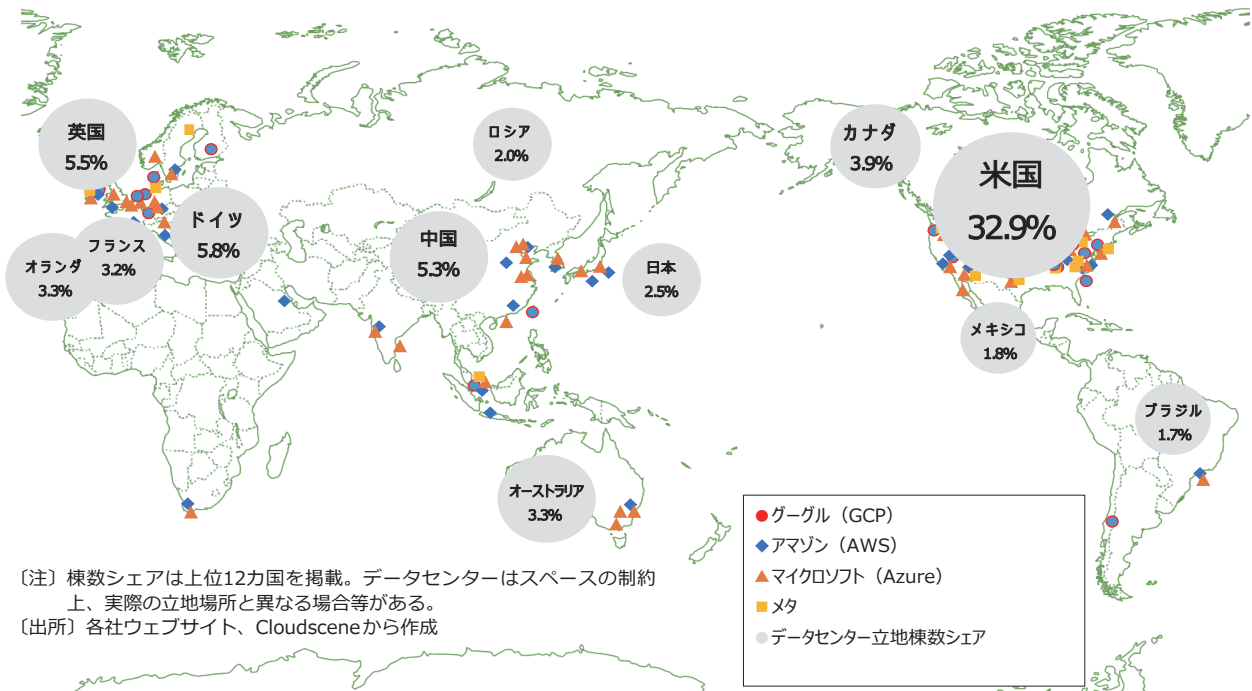 英国
5.5%
ロシア
2.0%
カナダ
3.9%
米国
32.9%
オランダ
3.3%
フランス
3.2%
ドイツ
5.8%
中国
5.3%
日本
2.5%
メキシコ
1.8%
ブラジル
1.7%
オーストラリア
3.3%
グーグル（GCP）
アマゾン（AWS）
マイクロソフト（Azure）
メタ
データセンター立地棟数シェア
〔注〕棟数シェアは上位12カ国を掲載。データセンターはスペースの制約
上、実際の立地場所と異なる場合等がある。
〔出所〕各社ウェブサイト、Cloudsceneから作成